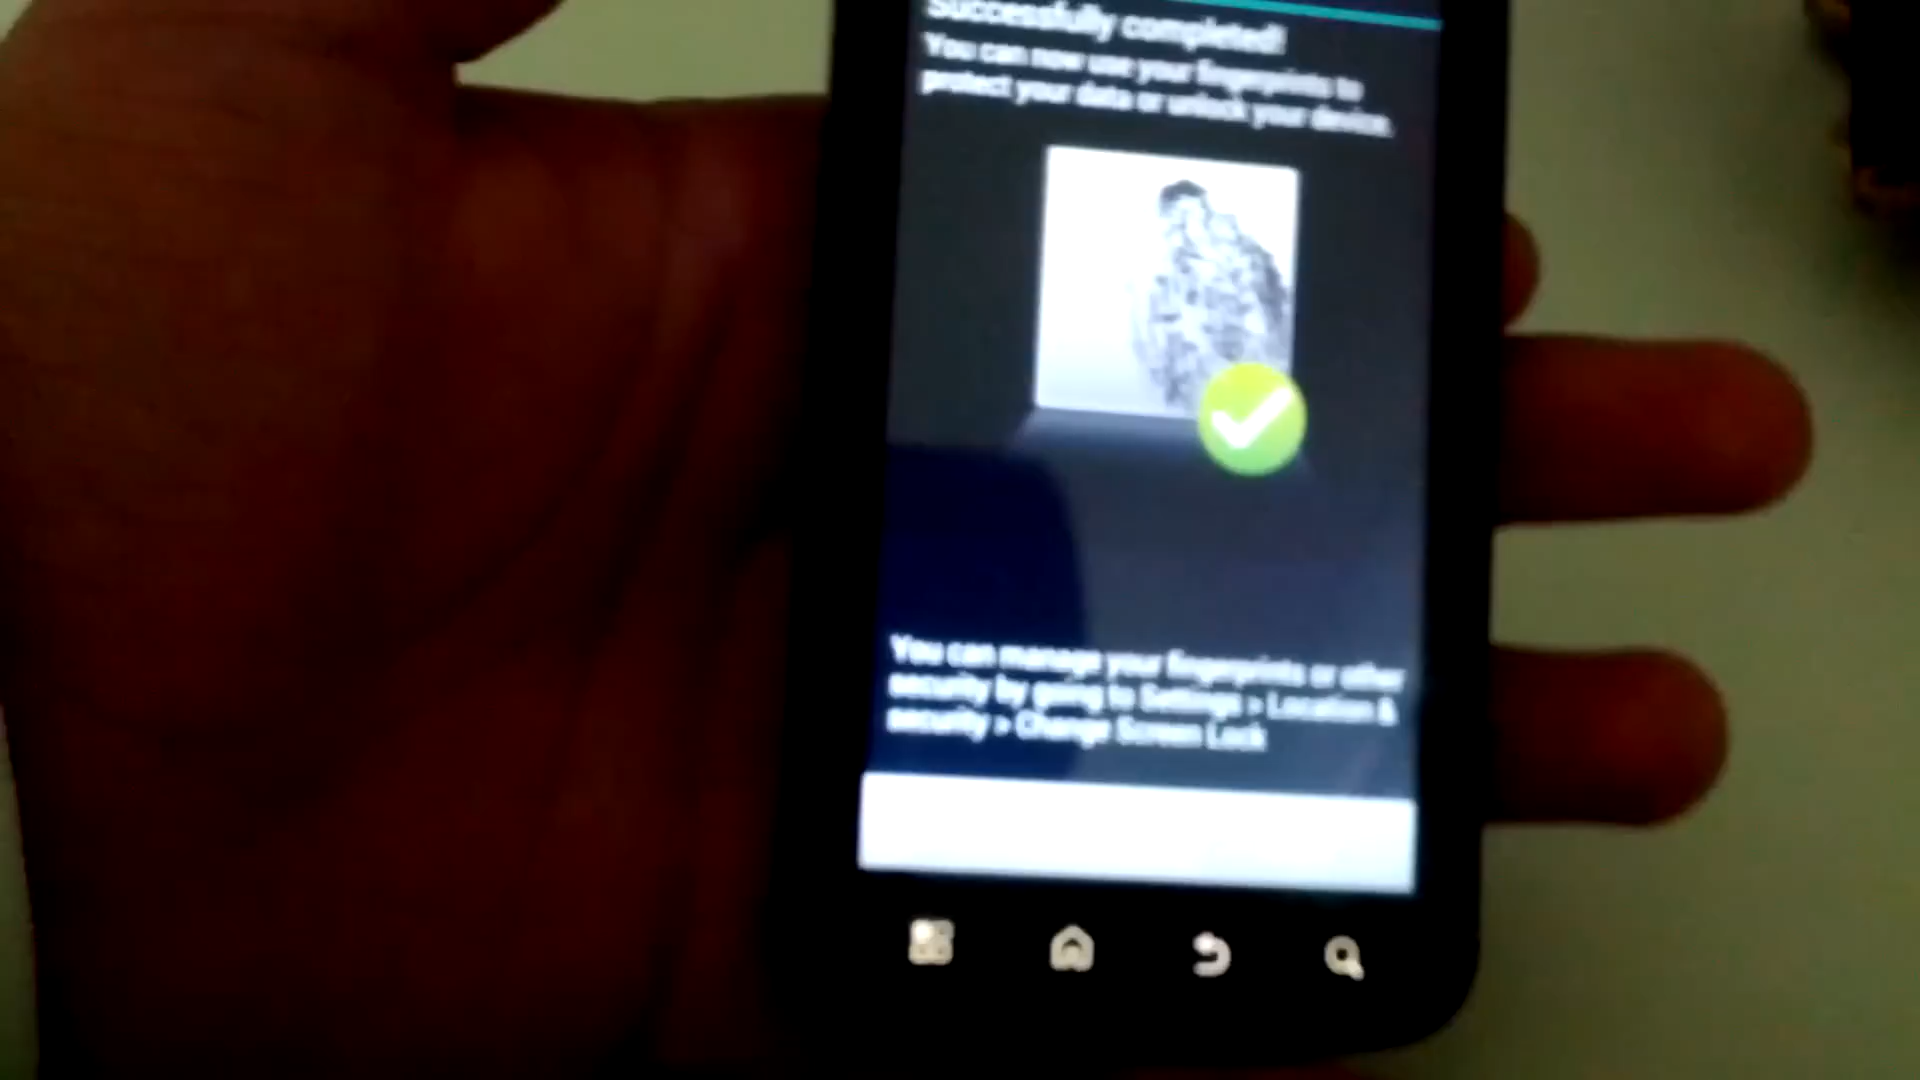 Successfully completed!
You can now use your fingerprints to
protect your data or unlock your device.
You can manage your fingerprints or other
security by going to Settings > Location &
security > Change Screen Lock